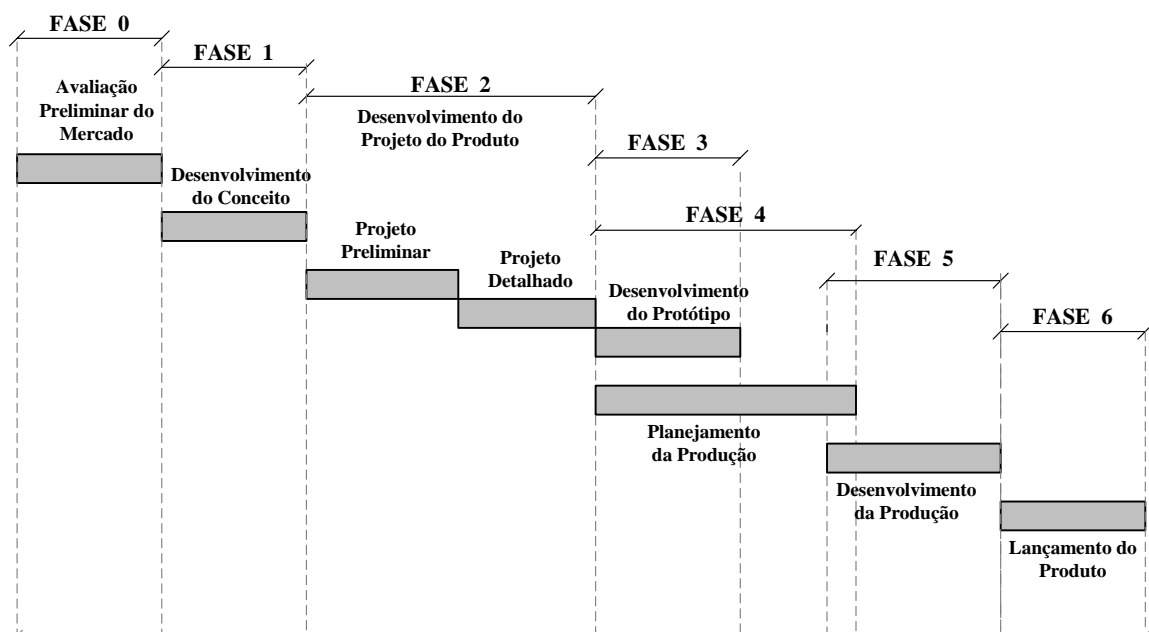 FASE 0
Avaliação
Preliminar do
Mercado
FASE 1
Desenvolvimento
do Conceito
FASE 2
Desenvolvimento do
Projeto do Produto
Projeto
Preliminar
Projeto
Detalhado
FASE 3
Desenvolvimento
do Protótipo
FASE 4
Planejamento
da Produção
FASE 5
Desenvolvimento
da Produção
FASE 6
Lançamento do
Produto